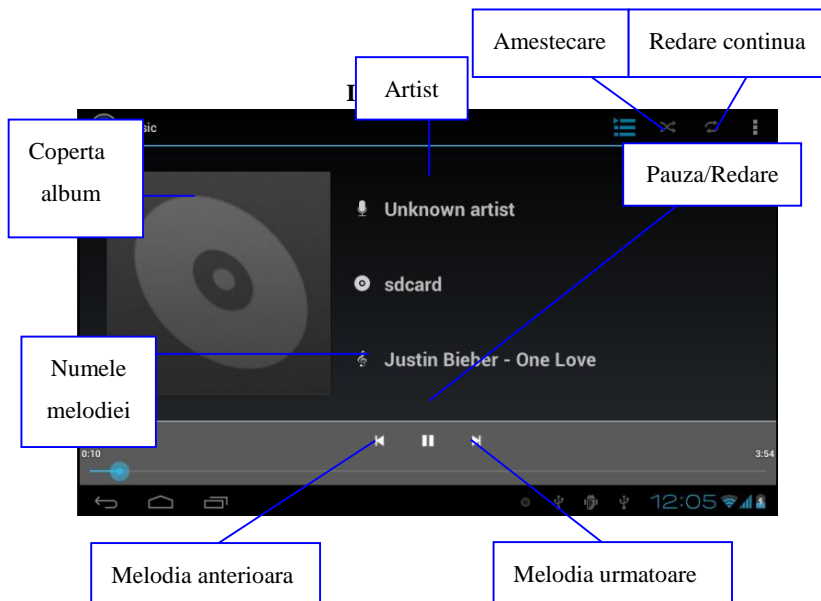 Amestecare
Redare continua
Artist
sic
Coperta
album
Pauza/Redare
Unknown artist
sdcard
Numele
melodiei
Justin Bieber - One Love
0:10
3:54
12:05
Melodia anterioara
Melodia urmatoare